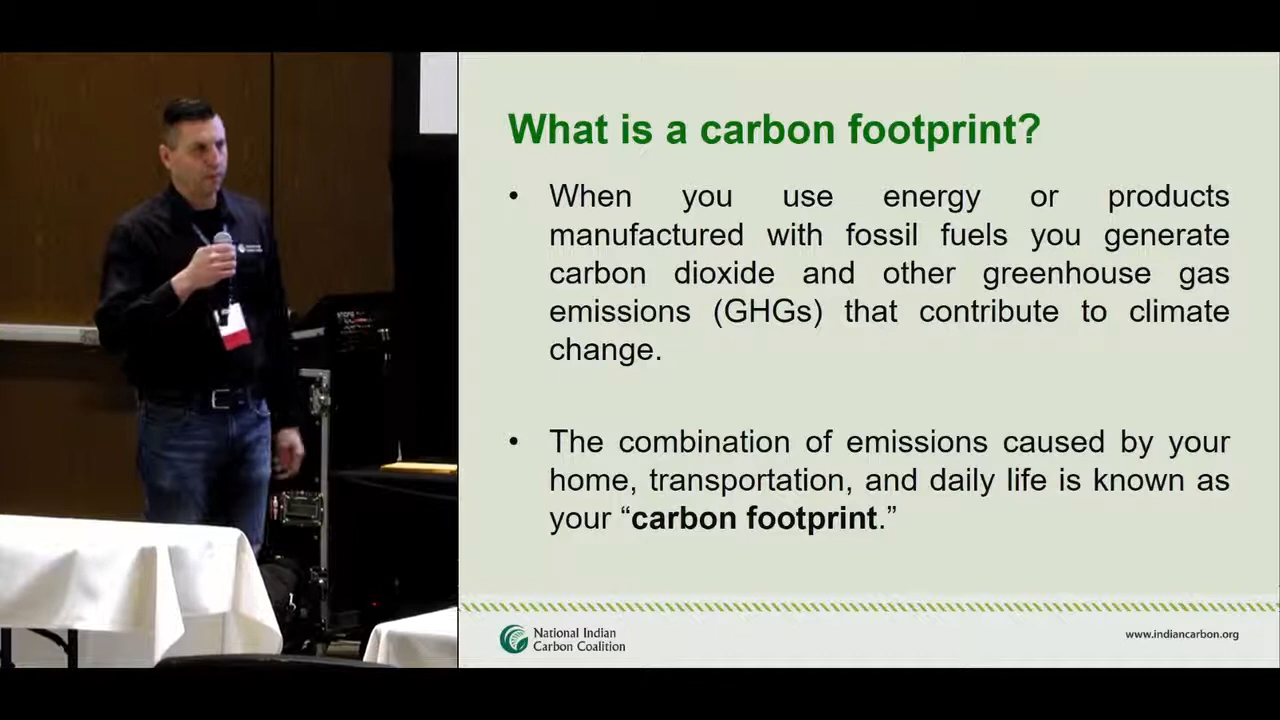 What is a carbon footprint?
• When you use energy or products
manufactured with fossil fuels you generate
carbon dioxide and other greenhouse gas
emissions (GHGs) that contribute to climate
change.
• The combination of emissions caused by your
home, transportation, and daily life is known as
your “carbon footprint.”
National Indian
Carbon Coalition
www.indiancarbon.org